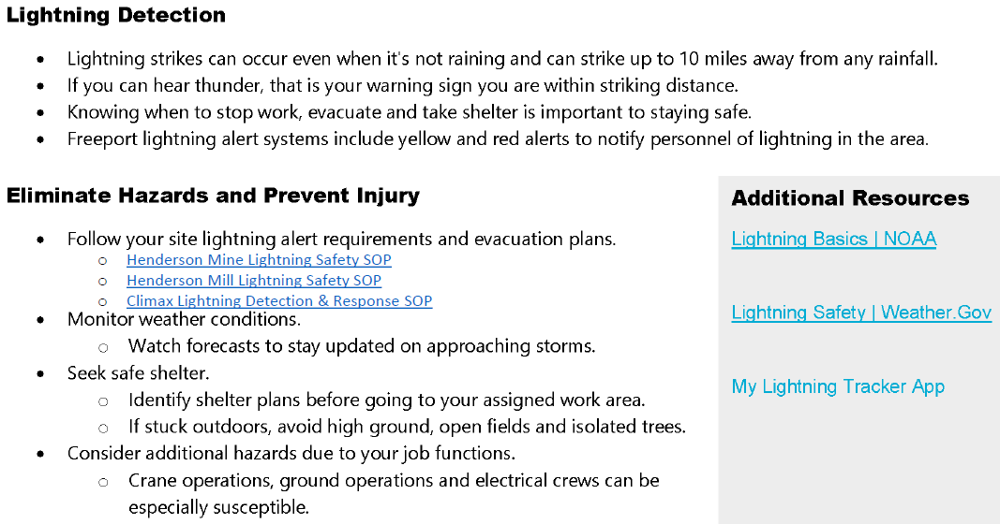 Lightning Detection
• Lightning strikes can occur even when it's not raining and can strike up to 10 miles away from any rainfall.
• If you can hear thunder, that is your warning sign you are within striking distance.
• Knowing when to stop work, evacuate and take shelter is important to staying safe.
• Freeport lightning alert systems include yellow and red alerts to notify personnel of lightning in the area.
Eliminate Hazards and Prevent Injury
• Follow your site lightning alert requirements and evacuation plans.
o Henderson Mine Lightning Safety SOP
o Henderson Mill Lightning Safety SOP
o Climax Lightning Detection & Response SOP
• Monitor weather conditions.
o Watch forecasts to stay updated on approaching storms.
• Seek safe shelter.
o Identify shelter plans before going to your assigned work area.
o If stuck outdoors, avoid high ground, open fields and isolated trees.
• Consider additional hazards due to your job functions.
o Crane operations, ground operations and electrical crews can be
especially susceptible.
Additional Resources
Lightning Basics | NOAA
Lightning Safety | Weather.Gov
My Lightning Tracker App